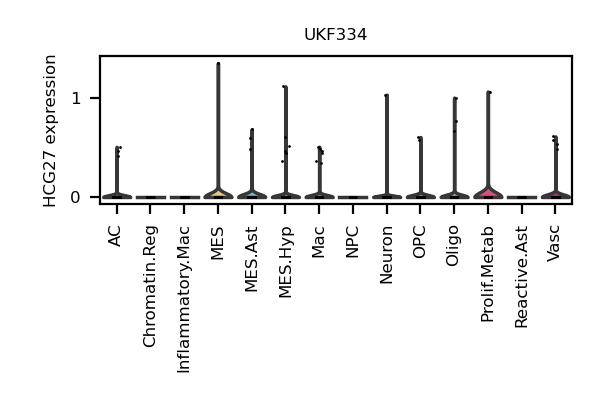 UKF334
HCG27 expression
1
0
AC
Chromatin.Reg
Inflammatory.Mac
MES
MES.Ast
MES.Hyp
Mac
NPC
Neuron
OPC
Oligo
Prolif.Metab
Reactive.Ast
Vasc